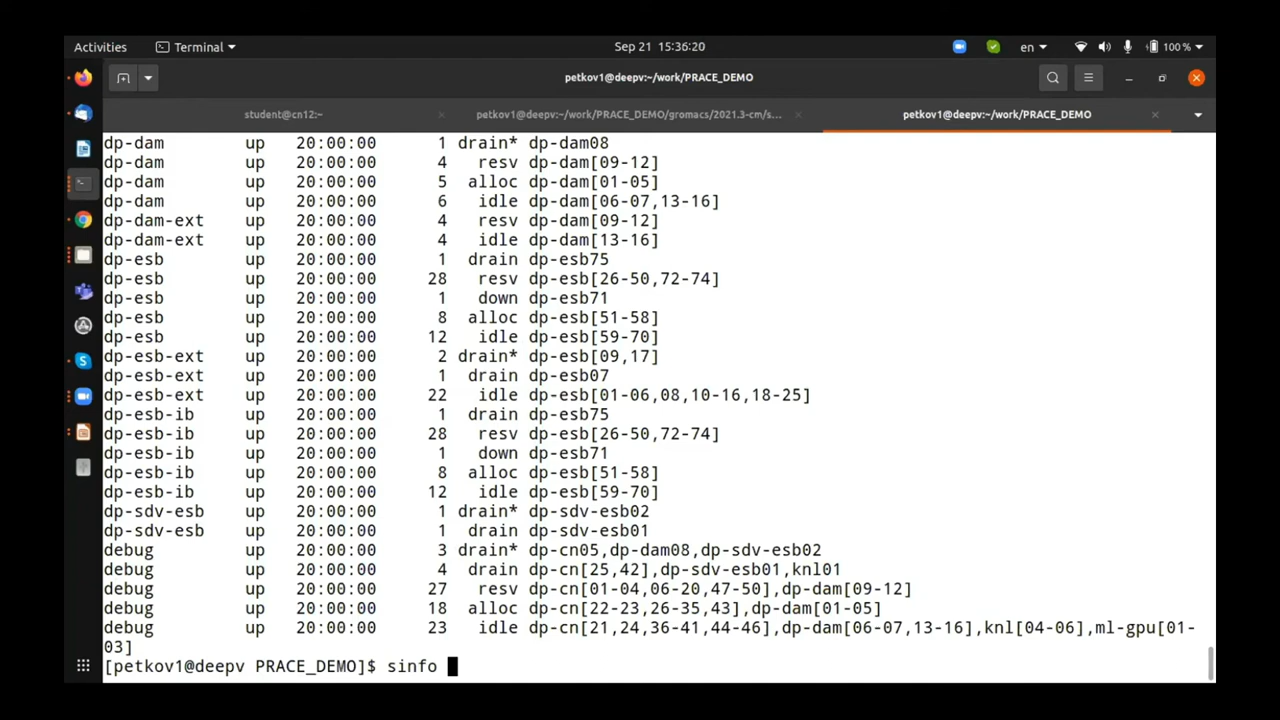 Activities Terminal Sep 21 15:36:20 en 100 %
petkov1@deepv:~/work/PRACE_DEMO
student@cn12:~ petkov1@deepv:~/work/PRACE_DEMO/gromacs/2021.3-cm/s... petkov1@deepv:~/work/PRACE_DEMO
dp-dam up 20:00:00 1 drain* dp-dam08
dp-dam up 20:00:00 4 resv dp-dam[09-12]
dp-dam up 20:00:00 5 alloc dp-dam[01-05]
dp-dam up 20:00:00 6 idle dp-dam[06-07,13-16]
dp-dam-ext up 20:00:00 4 resv dp-dam[09-12]
dp-dam-ext up 20:00:00 4 idle dp-dam[13-16]
dp-esb up 20:00:00 1 drain dp-esb75
dp-esb up 20:00:00 28 resv dp-esb[26-50,72-74]
dp-esb up 20:00:00 1 down dp-esb71
dp-esb up 20:00:00 8 alloc dp-esb[51-58]
dp-esb up 20:00:00 12 idle dp-esb[59-70]
dp-esb-ext up 20:00:00 2 drain* dp-esb[09,17]
dp-esb-ext up 20:00:00 1 drain dp-esb07
dp-esb-ext up 20:00:00 22 idle dp-esb[01-06,08,10-16,18-25]
dp-esb-ib up 20:00:00 1 drain dp-esb75
dp-esb-ib up 20:00:00 28 resv dp-esb[26-50,72-74]
dp-esb-ib up 20:00:00 1 down dp-esb71
dp-esb-ib up 20:00:00 8 alloc dp-esb[51-58]
dp-esb-ib up 20:00:00 12 idle dp-esb[59-70]
dp-sdv-esb up 20:00:00 1 drain* dp-sdv-esb02
dp-sdv-esb up 20:00:00 1 drain dp-sdv-esb01
debug up 20:00:00 3 drain* dp-cn05,dp-dam08,dp-sdv-esb02
debug up 20:00:00 4 drain dp-cn[25,42],dp-sdv-esb01,knl01
debug up 20:00:00 27 resv dp-cn[01-04,06-20,47-50],dp-dam[09-12]
debug up 20:00:00 18 alloc dp-cn[22-23,26-35,43],dp-dam[01-05]
debug up 20:00:00 23 idle dp-cn[21,24,36-41,44-46],dp-dam[06-07,13-16],knl[04-06],ml-gpu[01-
03]
[petkov1@deepv PRACE_DEMO]$ sinfo